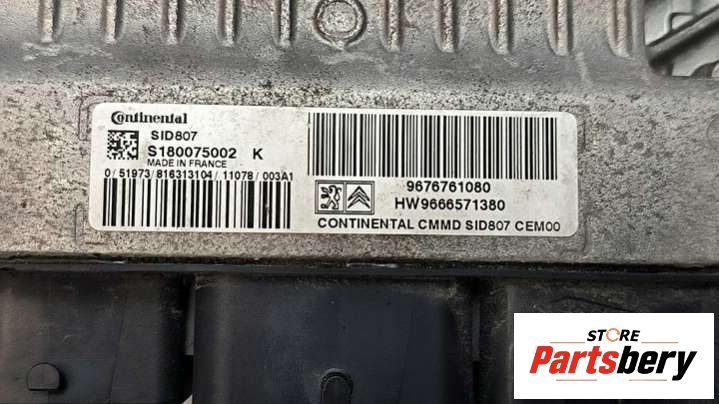 Continental
SID807
S180075002 K
MADE IN FRANCE
0/51973/816313104/11078/003A1
9676761080
HW9666571380
CONTINENTAL CMMD SID807 CEM00
STORE
Partsbery